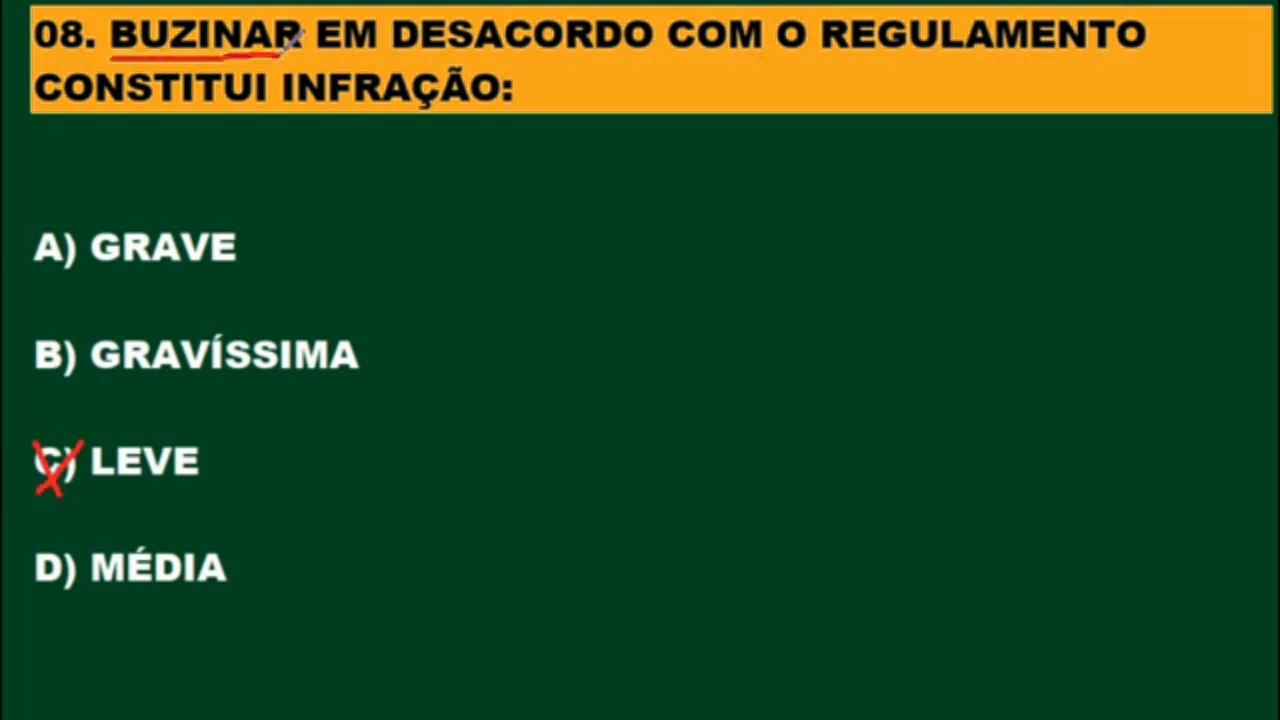 08. BUZINAR EM DESACORDO COM O REGULAMENTO
CONSTITUI INFRAÇÃO:
A) GRAVE
B) GRAVÍSSIMA
C) LEVE
D) MÉDIA